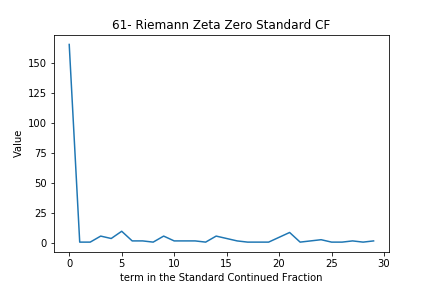 61- Riemann Zeta Zero Standard CF
Value
150
125
100
75
50
25
0
0 5 10 15 20 25 30
term in the Standard Continued Fraction